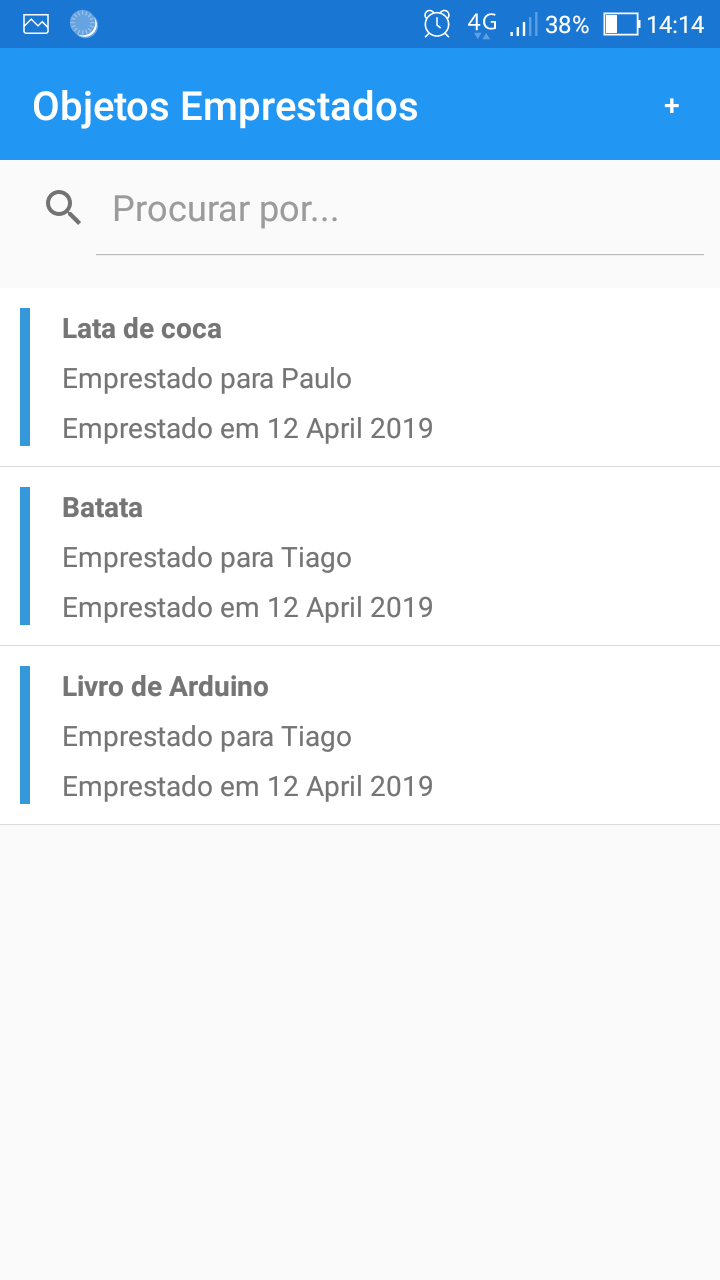 4G 38% 14:14
Objetos Emprestados +
Procurar por...
Lata de coca
Emprestado para Paulo
Emprestado em 12 April 2019
Batata
Emprestado para Tiago
Emprestado em 12 April 2019
Livro de Arduino
Emprestado para Tiago
Emprestado em 12 April 2019